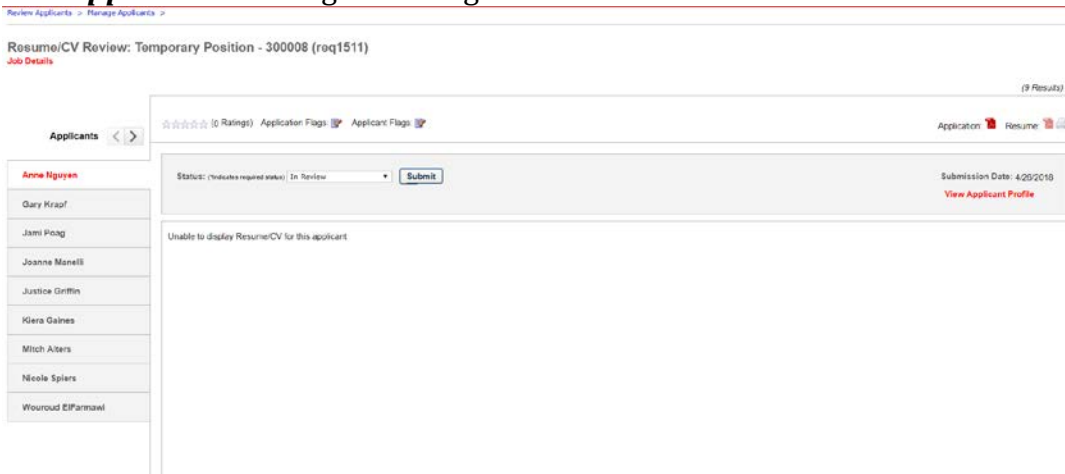 Review Applicants > Manage Applicants >
Resume/CV Review: Temporary Position - 300008 (req1511)
Job Details
(9 Results)
Applicants < >
(0 Ratings) Application Flags: Applicant Flags:
Application: Resume:
Anne Nguyen
Status: (*Indicates required status) In Review Submit
Submission Date: 4/26/2018
View Applicant Profile
Gary Krapf
Jami Poag
Unable to display Resume/CV for this applicant
Joanne Manelli
Justice Griffin
Kiera Gaines
Mitch Alters
Nicole Spiers
Wouroud ElFarmawi